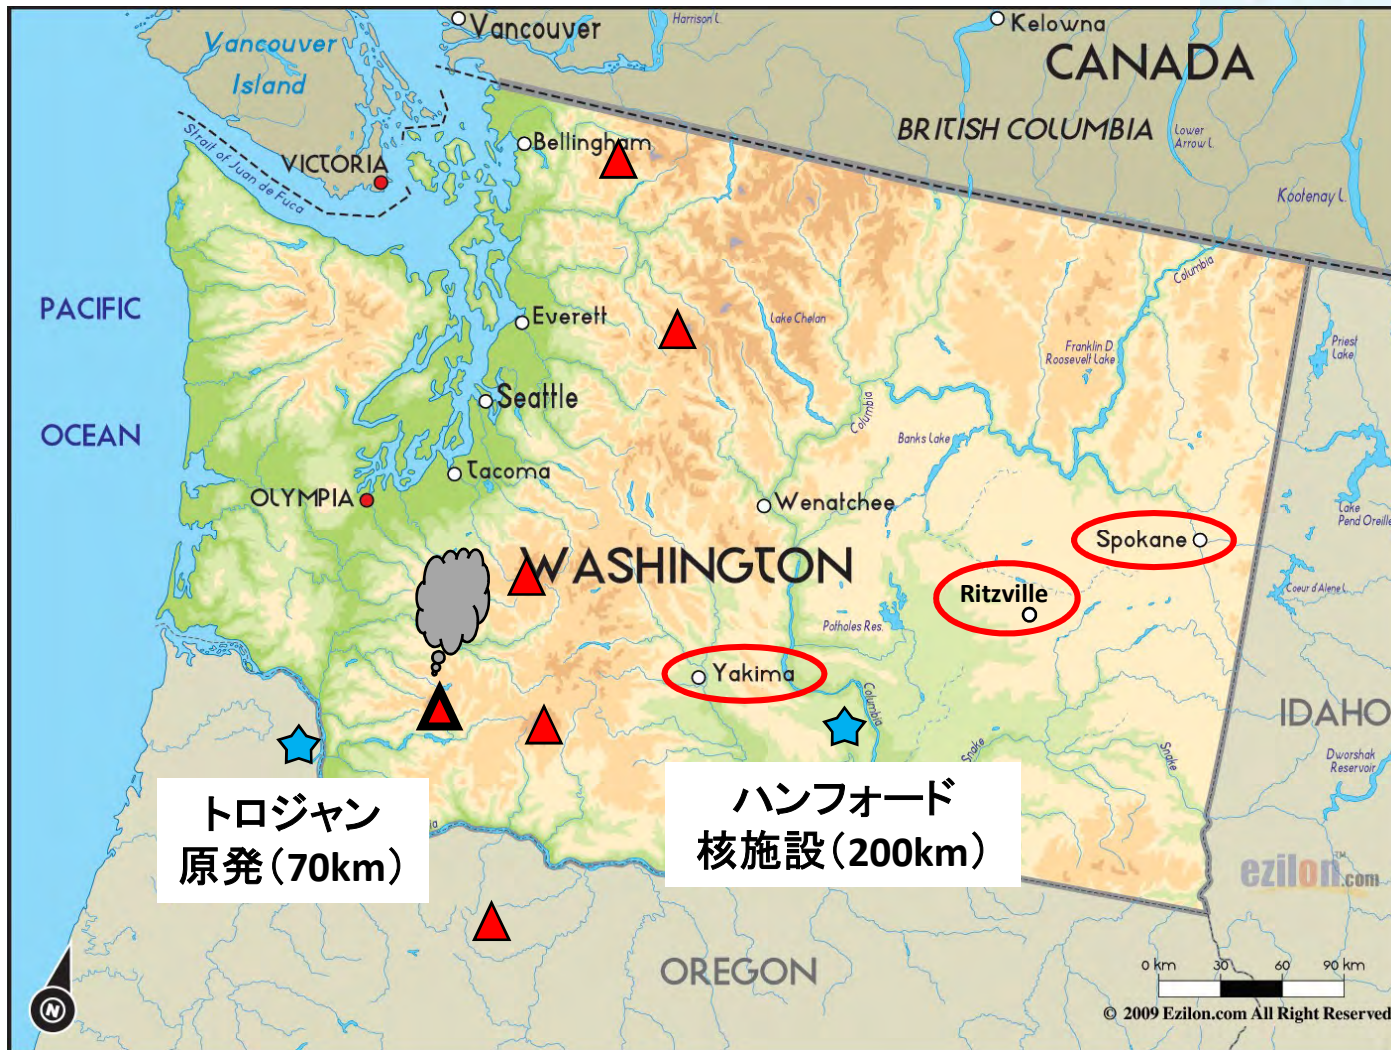 Vancouver
Island
Vancouver
Harrison L.
Kelowna
CANADA
BRITISH COLUMBIA
Lower
Arrow L.
Kootenay L.
Strait of Juan de Fuca
VICTORIA
Bellingham
PACIFIC
OCEAN
Everett
Lake Chelan
Columbia
Franklin D
Roosevelt Lake
Priest
Lake
Seattle
Columbia
Banks Lake
Tacoma
OLYMPIA
Wenatchee
Lake
Pend Oreille
Spokane
WASHINGTON
Ritzville
Coeur d'Alene L
Potholes Res.
Yakima
Columbia
Snake
Snake
IDAHO
Dworshak
Reservoir
トロジャン
原発（70km）
ハンフォード
核施設（200km）
ezilon.com
TM
OREGON
0 km 30 60 90 km
N
© 2009 Ezilon.com All Right Reserved